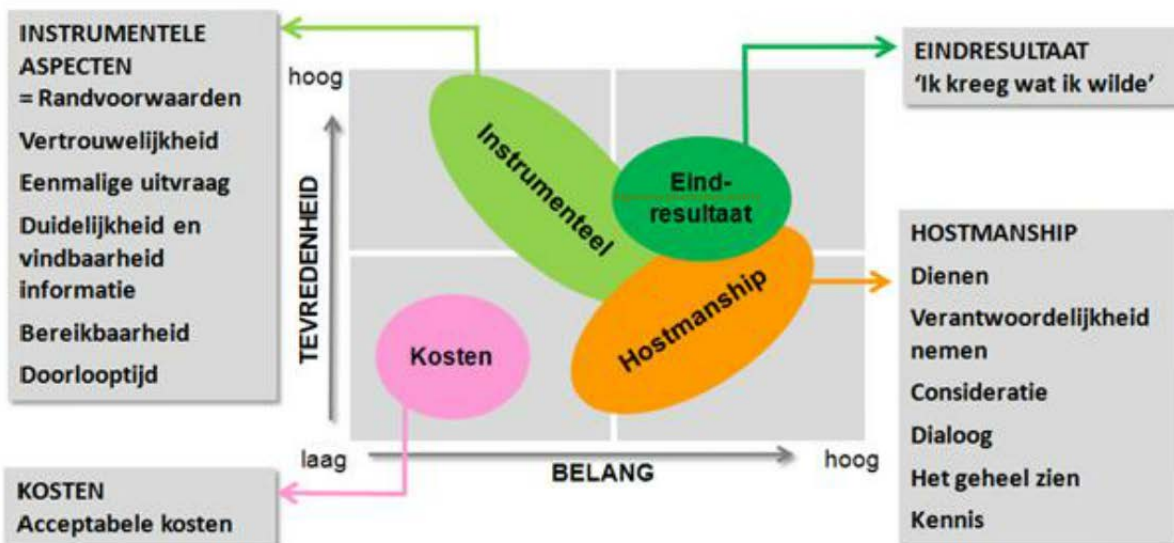 INSTRUMENTELE
ASPECTEN
= Randvoorwaarden
Vertrouwelijkheid
Eenmalige uitvraag
Duidelijkheid en
vindbaarheid
informatie
Bereikbaarheid
Doorlooptijd
KOSTEN
Acceptabele kosten
hoog
TEVREDENHEID
laag
BELANG
hoog
Instrumenteel
Eind-
resultaat
Hostmanship
Kosten
EINDRESULTAAT
‘Ik kreeg wat ik wilde’
HOSTMANSHIP
Dienen
Verantwoordelijkheid
nemen
Consideratie
Dialoog
Het geheel zien
Kennis